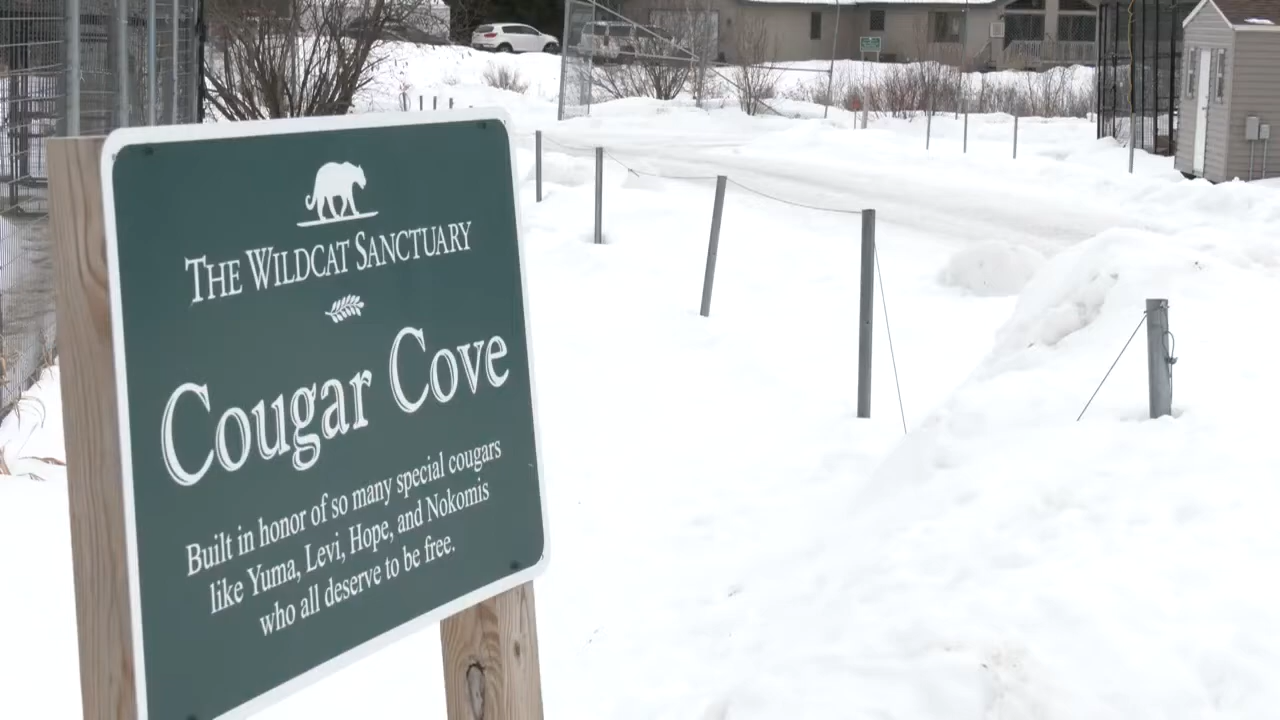 THE WILDCAT SANCTUARY
Cougar Cove
Built in honor of so many special cougars
like Yuma, Levi, Hope, and Nokomis
who all deserve to be free.